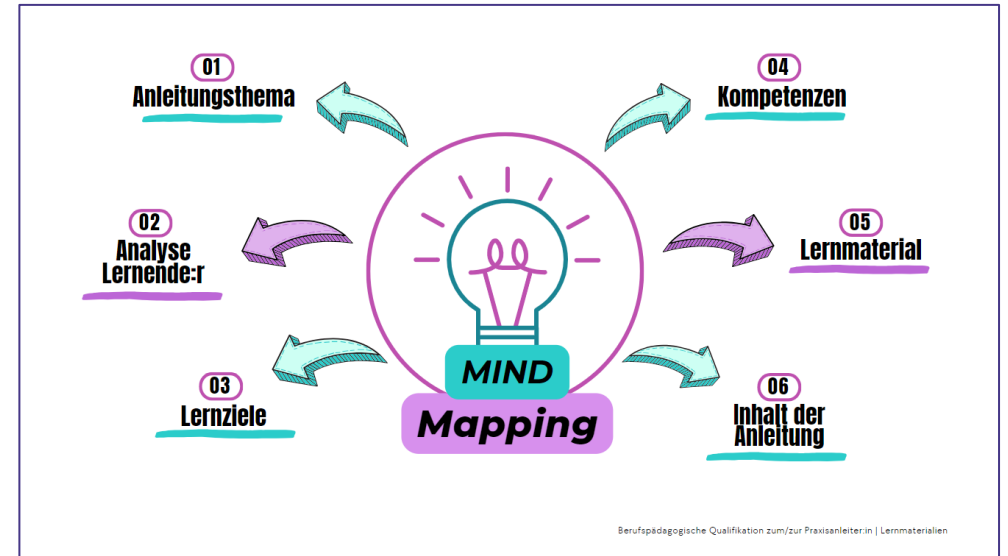 01
Anleitungsthema
02
Analyse
Lernende:r
03
Lernziele
04
Kompetenzen
05
Lernmaterial
06
Inhalt der
Anleitung
MIND
Mapping
Berufspädagogische Qualifikation zum/zur Praxisanleiter:in | Lernmaterialien